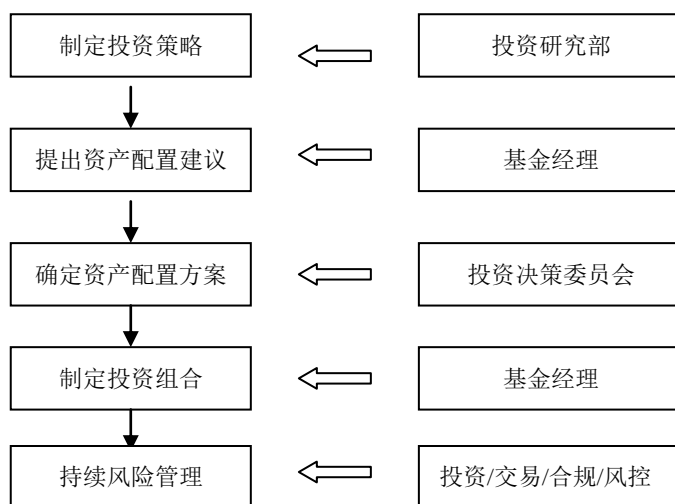 制定投资策略
投资研究部
提出资产配置建议
基金经理
确定资产配置方案
投资决策委员会
制定投资组合
基金经理
持续风险管理
投资/交易/合规/风控